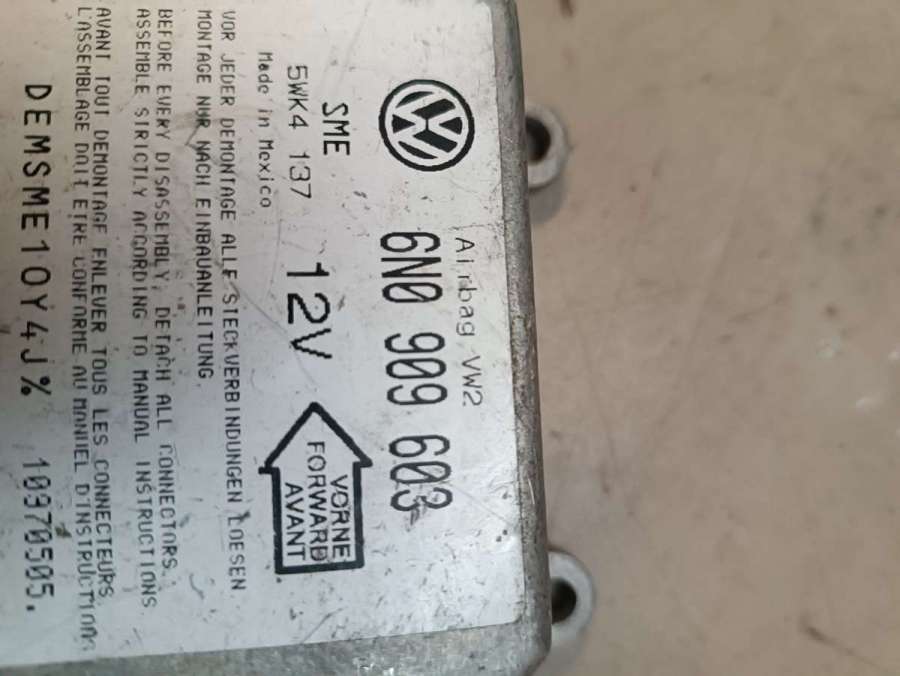 Airbag VW2
6N0 909 603
SME
5WK4 137
12V
Made in Mexico
VORNE
FORWARD
AVANT
VOR JEDER DEMONTAGE ALLE STECKVERBINDUNGEN LOESEN
MONTAGE NUR NACH EINBAUANLEITUNG.
BEFORE EVERY DISASSEMBLY, DETACH ALL CONNECTORS.
ASSEMBLE STRICTLY ACCORDING TO MANUAL INSTRUCTIONS
AVANT TOUT DEMONTAGE ENLEVER TOUS LES CONNECTEURS.
L'ASSEMBLAGE DOIT ETRE CONFORME AU MANUEL D'INSTRUCTION
DEMSME10Y4J% 10970505.